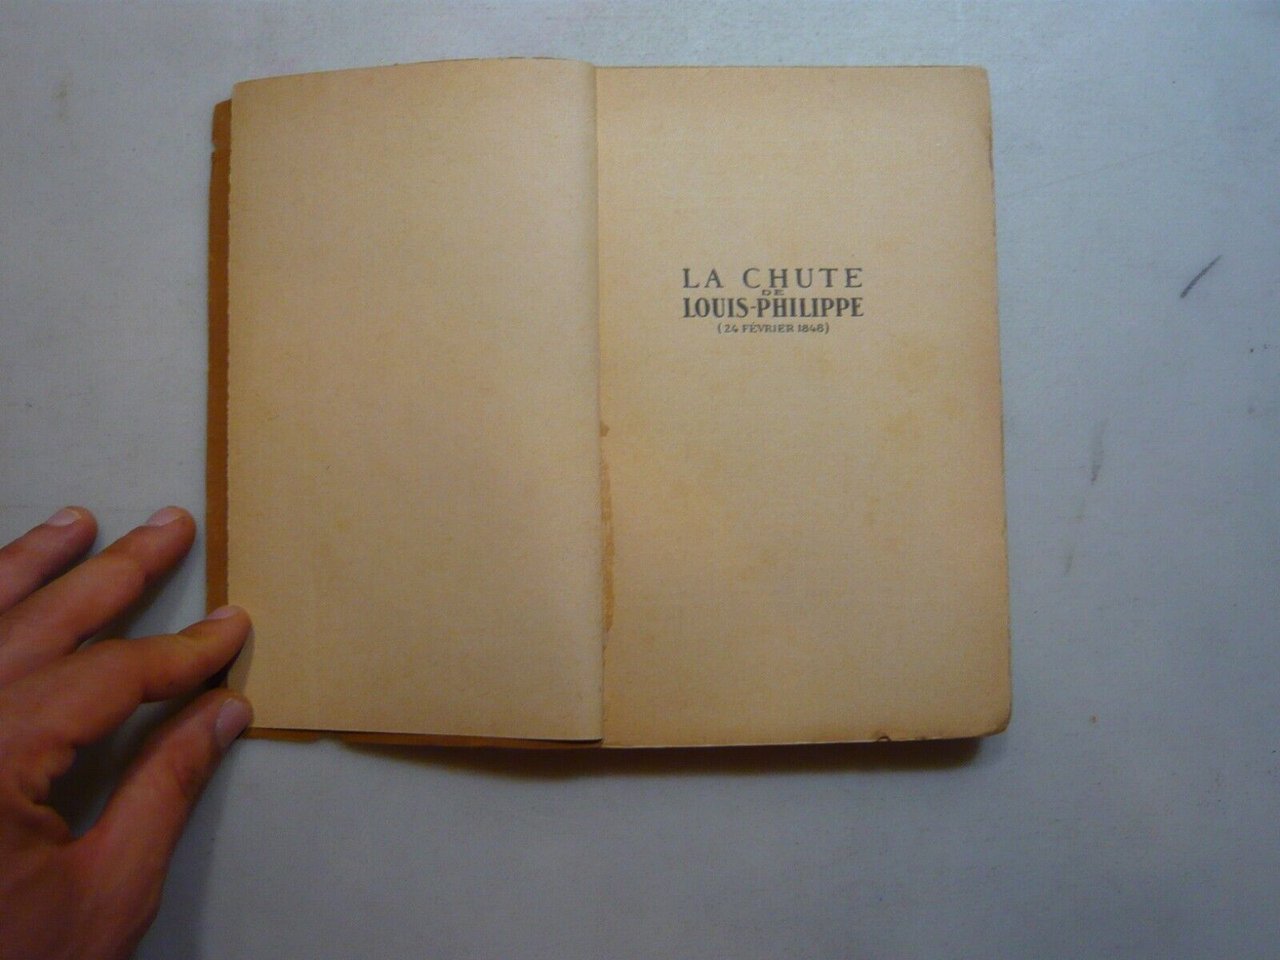 LA CHUTE
DE
LOUIS-PHILIPPE
(24 FÉVRIER 1848)